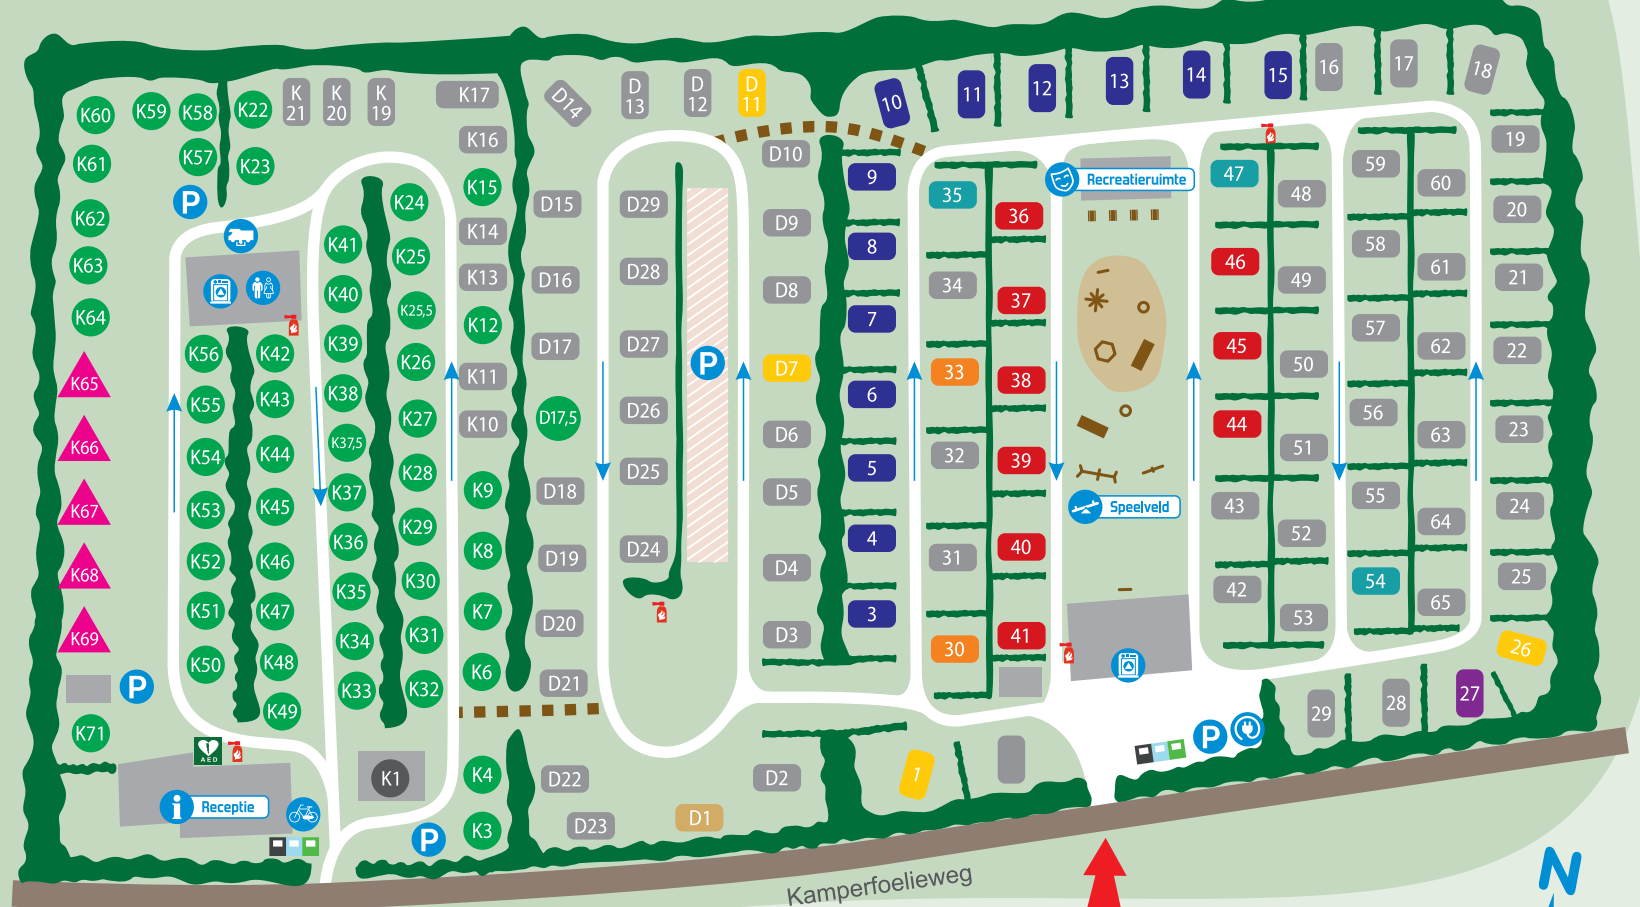 K60
K59
K58
K22
K
21
K
20
K
19
K17
D14
D
13
D
12
D
11
10
11
12
13
14
15
16
17
18
K61
K57
K23
K16
D10
19
K62
P
K24
K15
D15
D29
9
35
36
Recreatieruimte
47
48
59
60
20
K63
K41
K25
K14
D9
8
46
58
K64
K40
K25,5
K13
D16
D28
D8
34
37
49
61
21
K56
K42
K39
K26
K12
D17
D27
7
45
57
62
22
K65
K55
K43
K38
K27
K11
K10
D17,5
D26
P
D7
6
33
38
44
50
56
63
23
K66
K54
K44
K37,5
K28
D25
D6
5
32
39
51
K67
K53
K45
K37
K29
K9
D18
D5
4
Speelveld
43
55
64
24
K68
K52
K46
K36
K30
K8
D19
D24
D4
31
40
52
K69
K51
K47
K35
K31
K7
D20
D3
3
42
54
65
25
K50
K48
K34
K32
K6
D21
30
41
53
26
P
K49
K33
29
28
27
K71
AED
K1
K4
D22
D2
1
P
i
Receptie
P
K3
D23
D1
Kamperfoelieweg
N